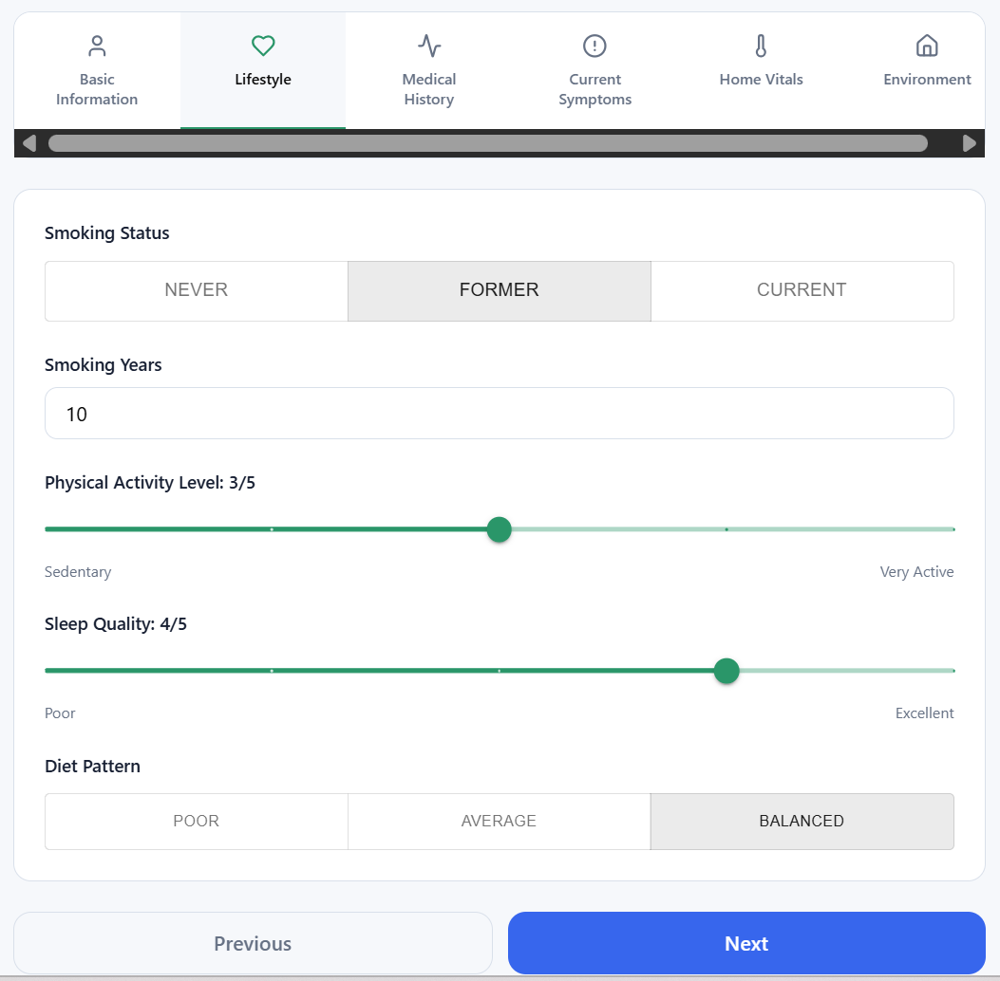 Basic
Information
Lifestyle
Medical
History
Current
Symptoms
Home Vitals
Environment
Smoking Status
NEVER
FORMER
CURRENT
Smoking Years
10
Physical Activity Level: 3/5
Sedentary
Very Active
Sleep Quality: 4/5
Poor
Excellent
Diet Pattern
POOR
AVERAGE
BALANCED
Previous
Next